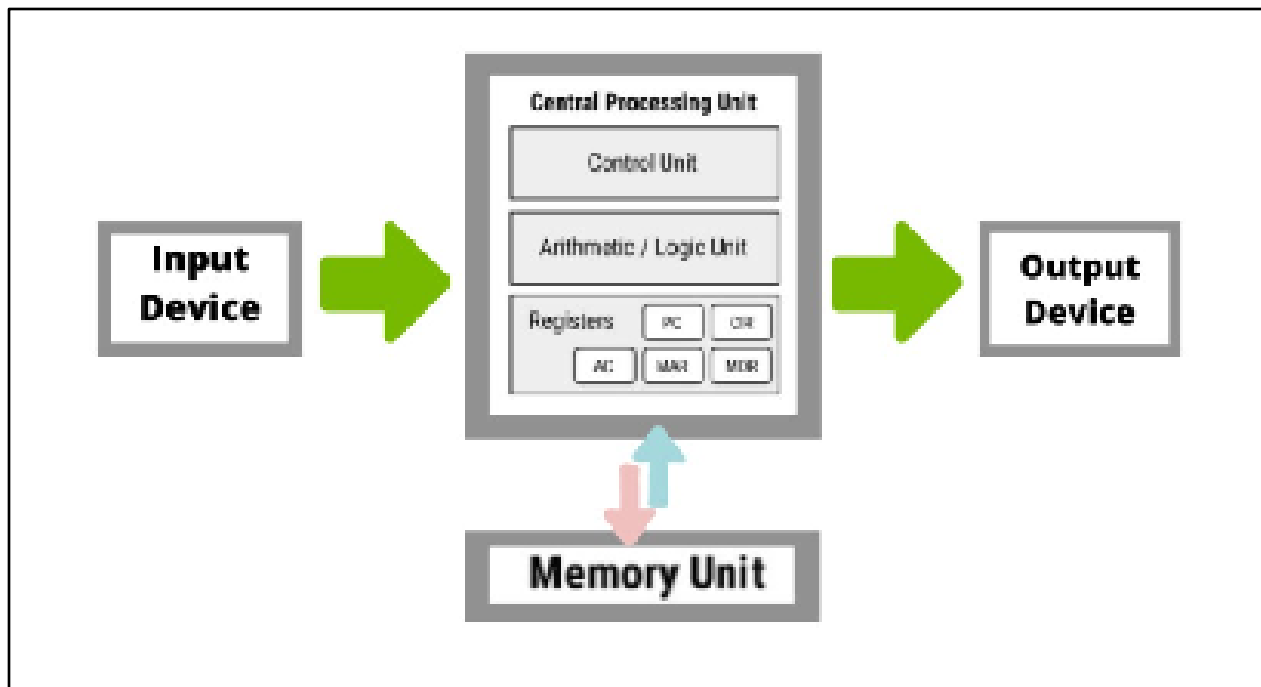 Central Processing Unit
Control Unit
Input
Device
Arithmetic / Logic Unit
Output
Device
Registers
PC
CIR
AC
MAR
MDR
Memory Unit